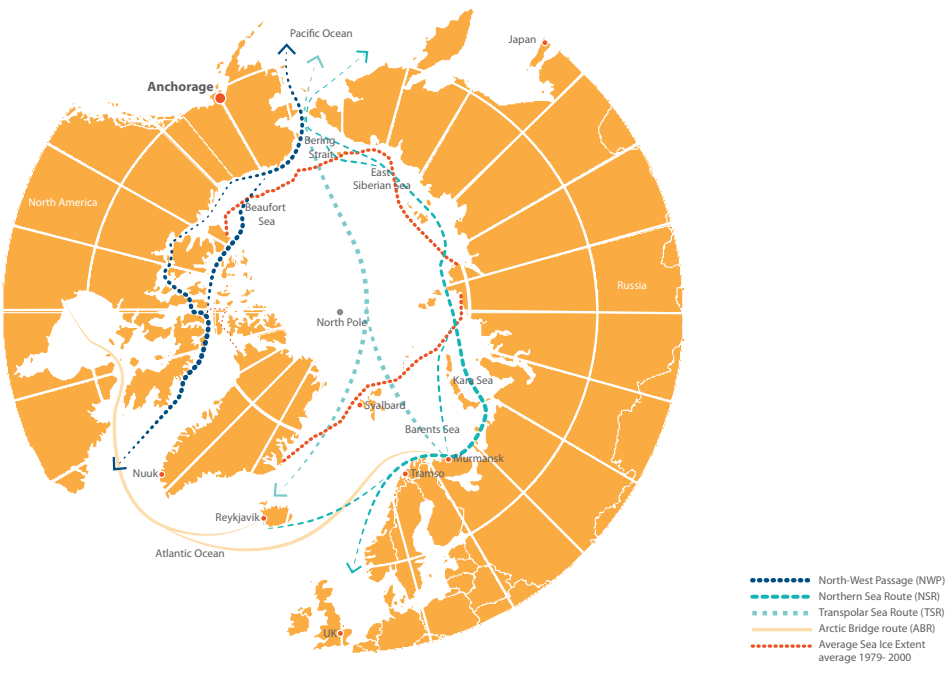 Pacific Ocean
Japan
Anchorage
Bering
Strait
East
Siberian Sea
North America
Beaufort
Sea
Russia
North Pole
Kara Sea
Svalbard
Barents Sea
Murmansk
Nuuk
Tramso
Reykjavik
Atlantic Ocean
UK
North-West Passage (NWP)
Northern Sea Route (NSR)
Transpolar Sea Route (TSR)
Arctic Bridge route (ABR)
Average Sea Ice Extent
average 1979- 2000